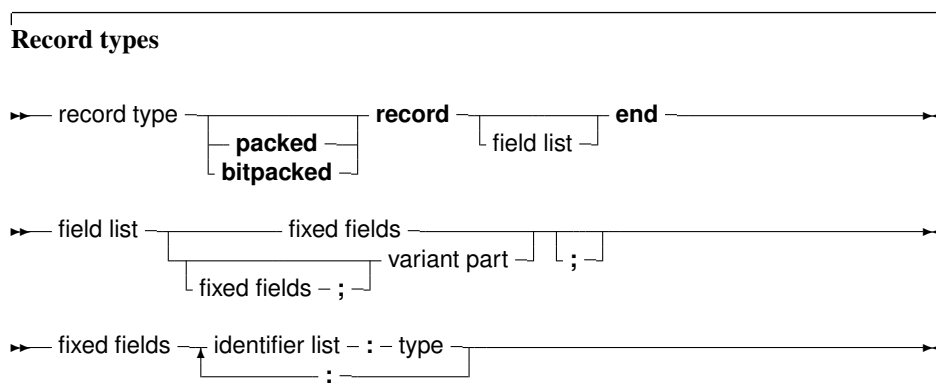 Record types
record type record end
packed field list
bitpacked
field list fixed fields
variant part ;
fixed fields ;
fixed fields identifier list : type
: